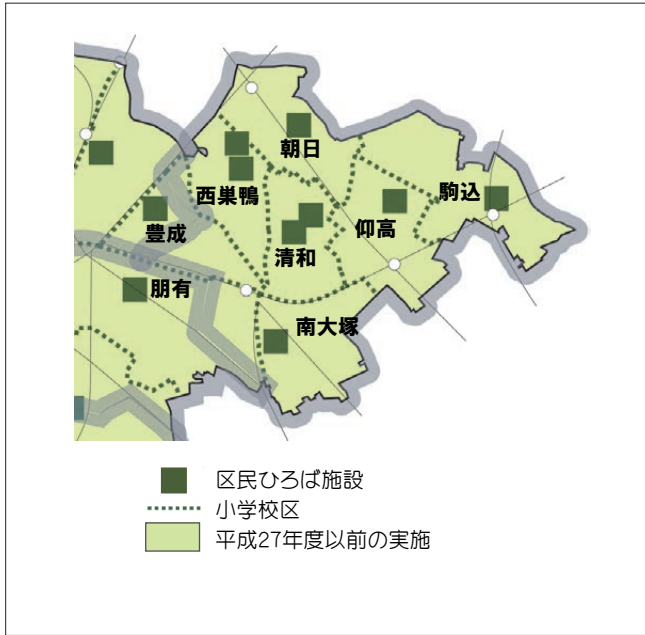 朝日
西巣鴨
駒込
仰高
豊成
清和
朋有
南大塚
区民ひろば施設
小学校区
平成27年度以前の実施